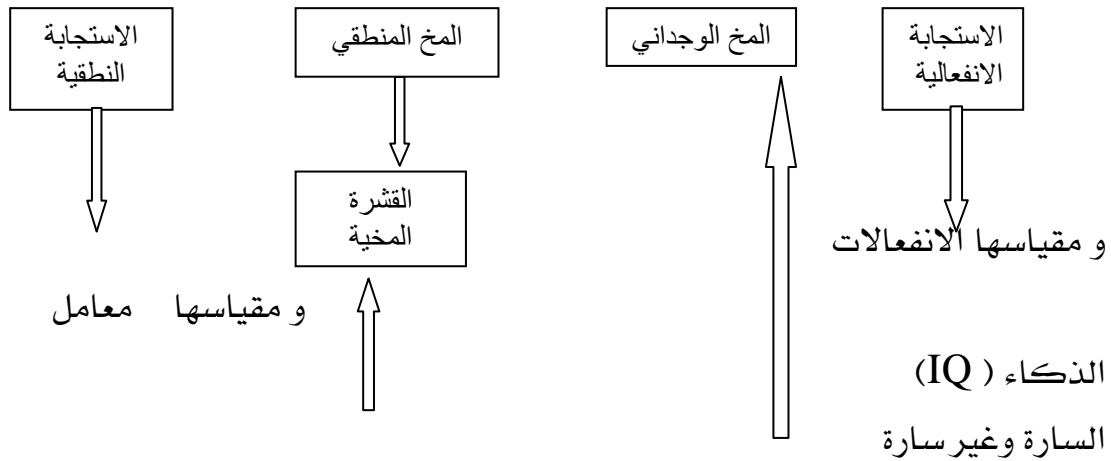 الاستجابة
الانفعالية
المخ الوجداني
المخ المنطقي
الاستجابة
النطقية
القشرة
المخية
و مقياسها الانفعالات
و مقياسها معامل
الذكاء ( IQ)
السارة وغير سارة